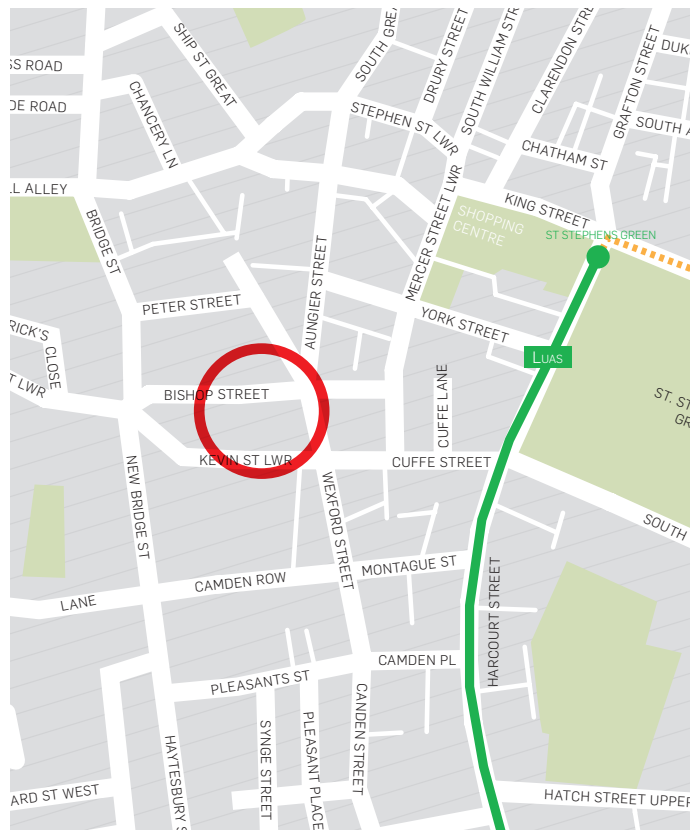 SHIP ST GREAT
SOUTH GREA
DRURY STREET
SOUTH WILLIAM STR
CLARENDON STRE
GRAFTON STREET
DUK
SS ROAD
DE ROAD
CHANCERY LN
STEPHEN ST LWR
SOUTH A
CHATHAM ST
LL ALLEY
KING STREET
BRIDGE ST
SHOPPING
CENTRE
ST STEPHENS GREEN
MERCER STREET LWR
AUNGIER STREET
PETER STREET
YORK STREET
RICK'S
CLOSE
LUAS
T LWR
BISHOP STREET
CUFFE LANE
ST. ST
GR
KEVIN ST LWR
CUFFE STREET
NEW BRIDGE ST
WEXFORD STREET
SOUTH
CAMDEN ROW
MONTAGUE ST
LANE
HARCOURT STREET
CAMDEN PL
PLEASANTS ST
CANDEN STREET
SYNGE STREET
PLEASANT PLACE
HAYTESBURY S
ARD ST WEST
HATCH STREET UPPER